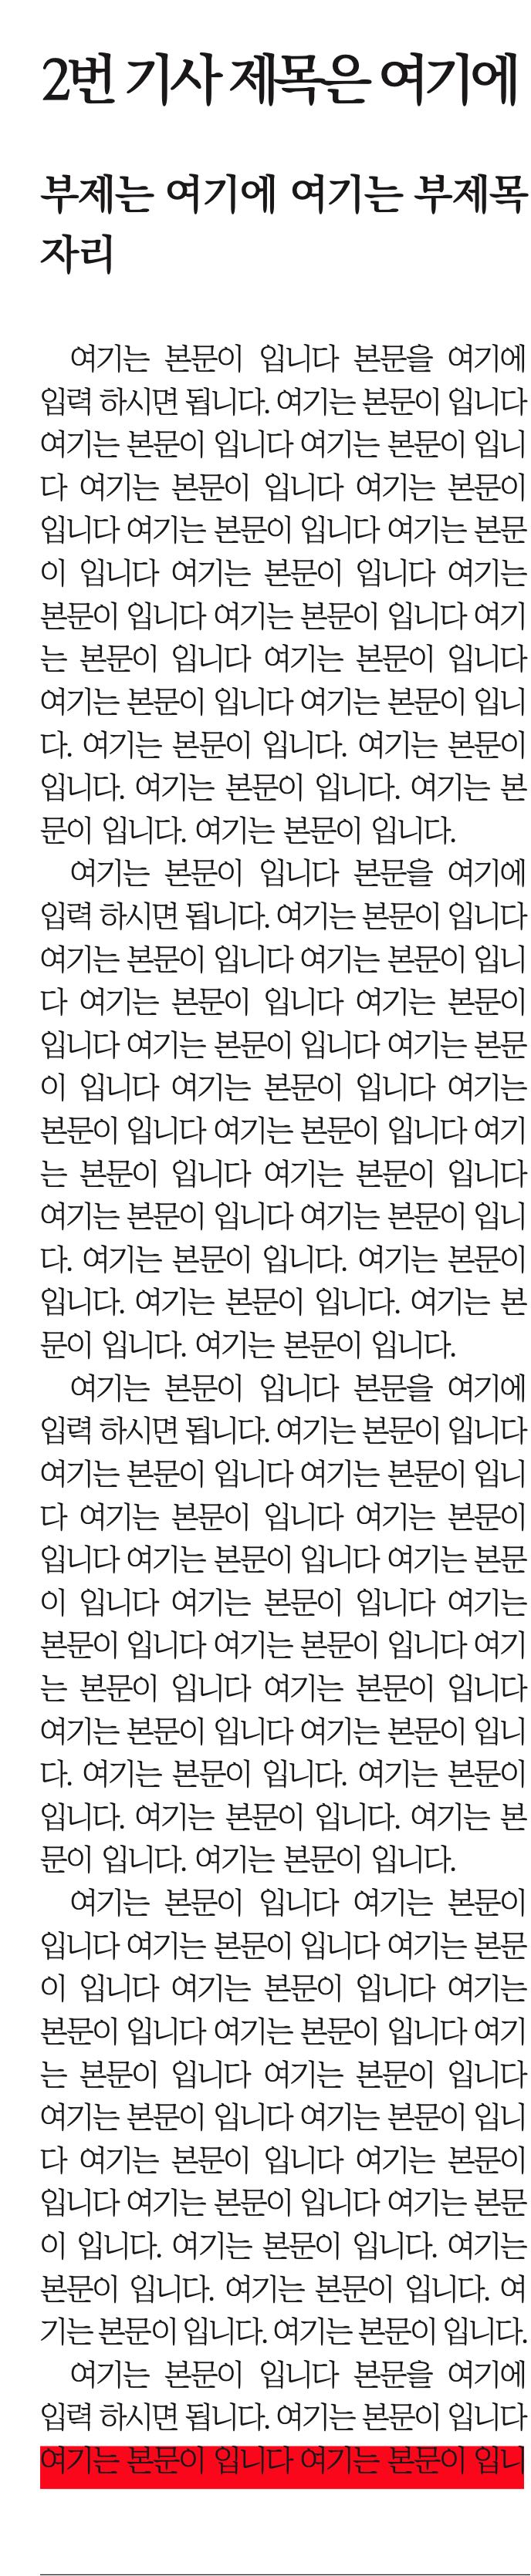 2번 기사 제목은 여기에
부제는 여기에 여기는 부제목
자리
여기는 본문이 입니다 본문을 여기에
입력 하시면 됩니다. 여기는 본문이 입니다
여기는 본문이 입니다 여기는 본문이 입니
다 여기는 본문이 입니다 여기는 본문이
입니다 여기는 본문이 입니다 여기는 본문
이 입니다 여기는 본문이 입니다 여기는
본문이 입니다 여기는 본문이 입니다 여기
는 본문이 입니다 여기는 본문이 입니다
여기는 본문이 입니다 여기는 본문이 입니
다. 여기는 본문이 입니다. 여기는 본문이
입니다. 여기는 본문이 입니다. 여기는 본
문이 입니다. 여기는 본문이 입니다.
여기는 본문이 입니다 본문을 여기에
입력 하시면 됩니다. 여기는 본문이 입니다
여기는 본문이 입니다 여기는 본문이 입니
다 여기는 본문이 입니다 여기는 본문이
입니다 여기는 본문이 입니다 여기는 본문
이 입니다 여기는 본문이 입니다 여기는
본문이 입니다 여기는 본문이 입니다 여기
는 본문이 입니다 여기는 본문이 입니다
여기는 본문이 입니다 여기는 본문이 입니
다. 여기는 본문이 입니다. 여기는 본문이
입니다. 여기는 본문이 입니다. 여기는 본
문이 입니다. 여기는 본문이 입니다.
여기는 본문이 입니다 본문을 여기에
입력 하시면 됩니다. 여기는 본문이 입니다
여기는 본문이 입니다 여기는 본문이 입니
다 여기는 본문이 입니다 여기는 본문이
입니다 여기는 본문이 입니다 여기는 본문
이 입니다 여기는 본문이 입니다 여기는
본문이 입니다 여기는 본문이 입니다 여기
는 본문이 입니다 여기는 본문이 입니다
여기는 본문이 입니다 여기는 본문이 입니
다. 여기는 본문이 입니다. 여기는 본문이
입니다. 여기는 본문이 입니다. 여기는 본
문이 입니다. 여기는 본문이 입니다.
여기는 본문이 입니다 여기는 본문이
입니다 여기는 본문이 입니다 여기는 본문
이 입니다 여기는 본문이 입니다 여기는
본문이 입니다 여기는 본문이 입니다 여기
는 본문이 입니다 여기는 본문이 입니다
여기는 본문이 입니다 여기는 본문이 입니
다 여기는 본문이 입니다 여기는 본문이
입니다 여기는 본문이 입니다 여기는 본문
이 입니다. 여기는 본문이 입니다. 여기는
본문이 입니다. 여기는 본문이 입니다. 여
기는 본문이 입니다. 여기는 본문이 입니다.
여기는 본문이 입니다 본문을 여기에
입력 하시면 됩니다. 여기는 본문이 입니다
여기는 본문이 입니다 여기는 본문이 입니